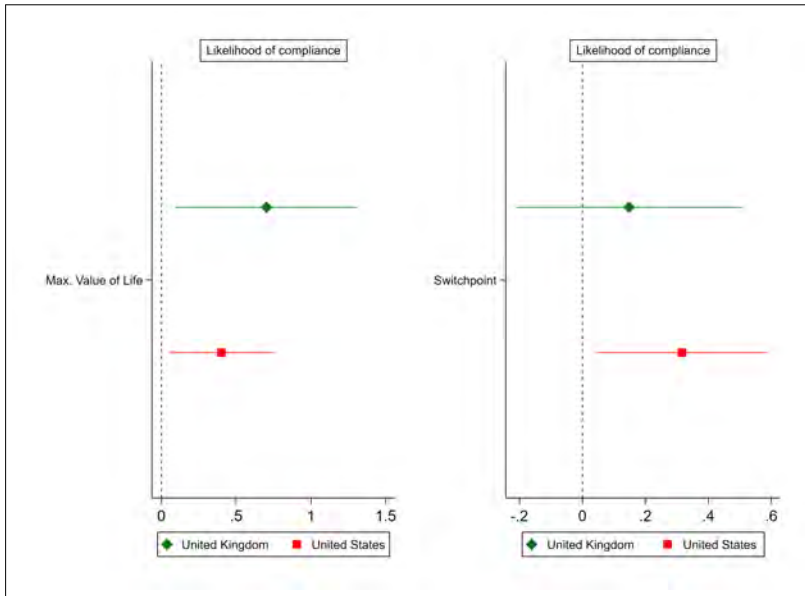 Likelihood of compliance
Max. Value of Life
0 .5 1 1.5
United Kingdom United States
Likelihood of compliance
Switchpoint
-.2 0 .2 .4 .6
United Kingdom United States